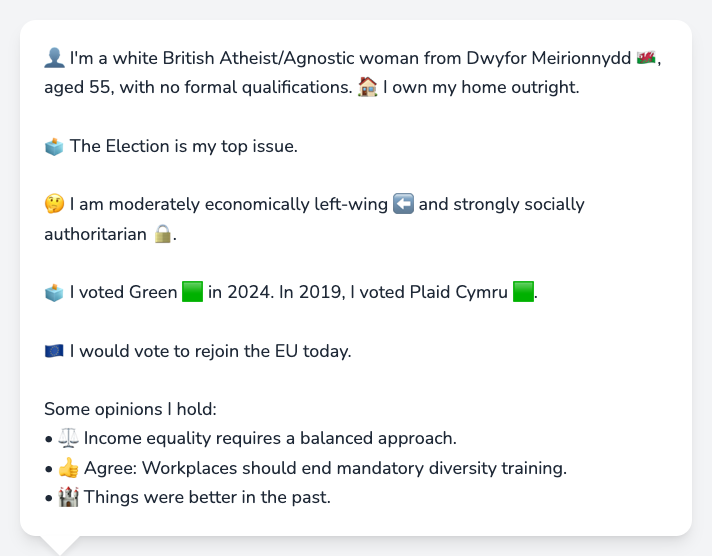 👤 I'm a white British Atheist/Agnostic woman from Dwyfor Meirionnydd 🏴󠁧󠁢󠁷󠁬󠁳󠁿,
aged 55, with no formal qualifications. 🏠 I own my home outright.
🗳️ The Election is my top issue.
🤔 I am moderately economically left-wing ⬅️ and strongly socially
authoritarian 🔒.
🗳️ I voted Green 🟩 in 2024. In 2019, I voted Plaid Cymru 🟩.
🇪🇺 I would vote to rejoin the EU today.
Some opinions I hold:
• ⚖️ Income equality requires a balanced approach.
• 👍 Agree: Workplaces should end mandatory diversity training.
• 🏰 Things were better in the past.